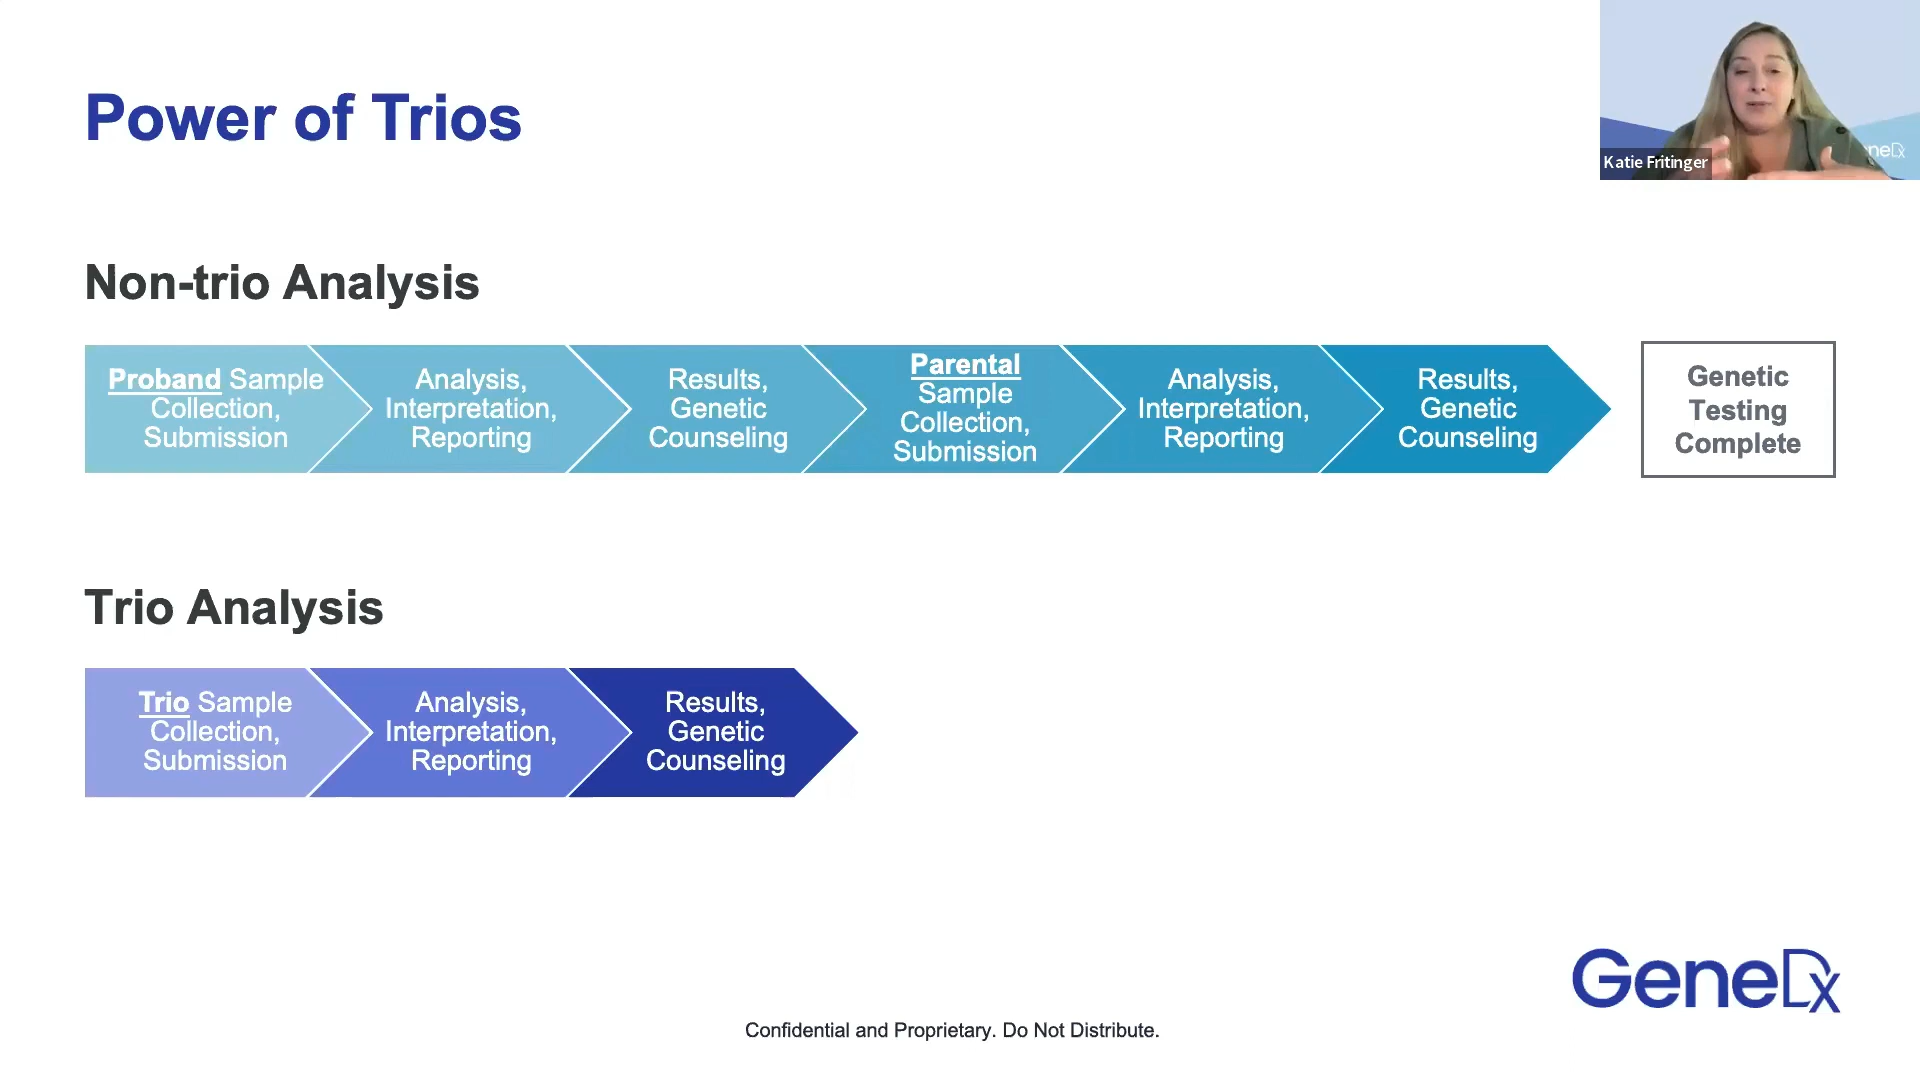 Power of Trios
Katie Fritinger
neDx
Non-trio Analysis
Proband Sample
Collection,
Submission
Analysis,
Interpretation,
Reporting
Results,
Genetic
Counseling
Parental
Sample
Collection,
Submission
Analysis,
Interpretation,
Reporting
Results,
Genetic
Counseling
Genetic
Testing
Complete
Trio Analysis
Trio Sample
Collection,
Submission
Analysis,
Interpretation,
Reporting
Results,
Genetic
Counseling
GeneDx
Confidential and Proprietary. Do Not Distribute.